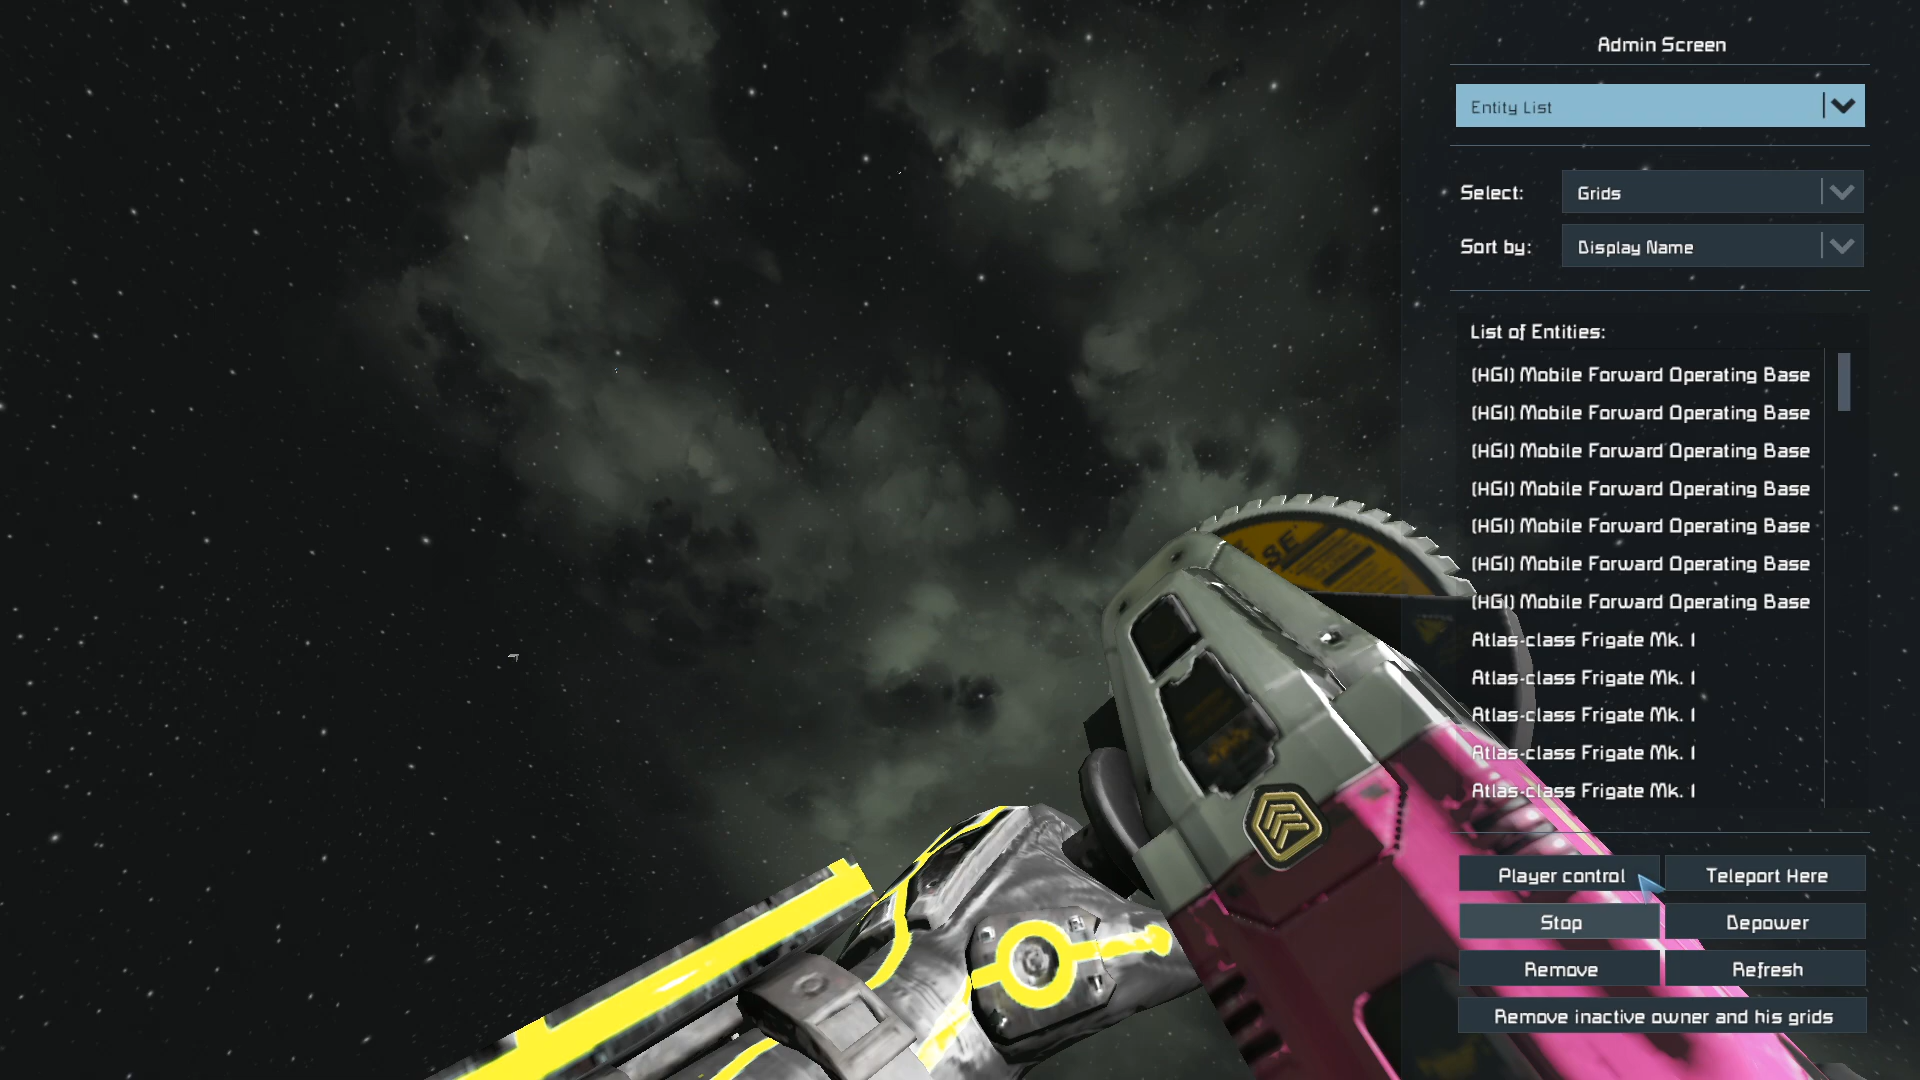 Admin Screen
Entity List
Select:
Grids
Sort by:
Display Name
List of Entities:
(HGI) Mobile Forward Operating Base
(HGI) Mobile Forward Operating Base
(HGI) Mobile Forward Operating Base
(HGI) Mobile Forward Operating Base
(HGI) Mobile Forward Operating Base
(HGI) Mobile Forward Operating Base
(HGI) Mobile Forward Operating Base
Atlas-class Frigate Mk. I
Atlas-class Frigate Mk. I
Atlas-class Frigate Mk. I
Atlas-class Frigate Mk. I
Atlas-class Frigate Mk. I
Player control
Teleport Here
Stop
Depower
Remove
Refresh
Remove inactive owner and his grids